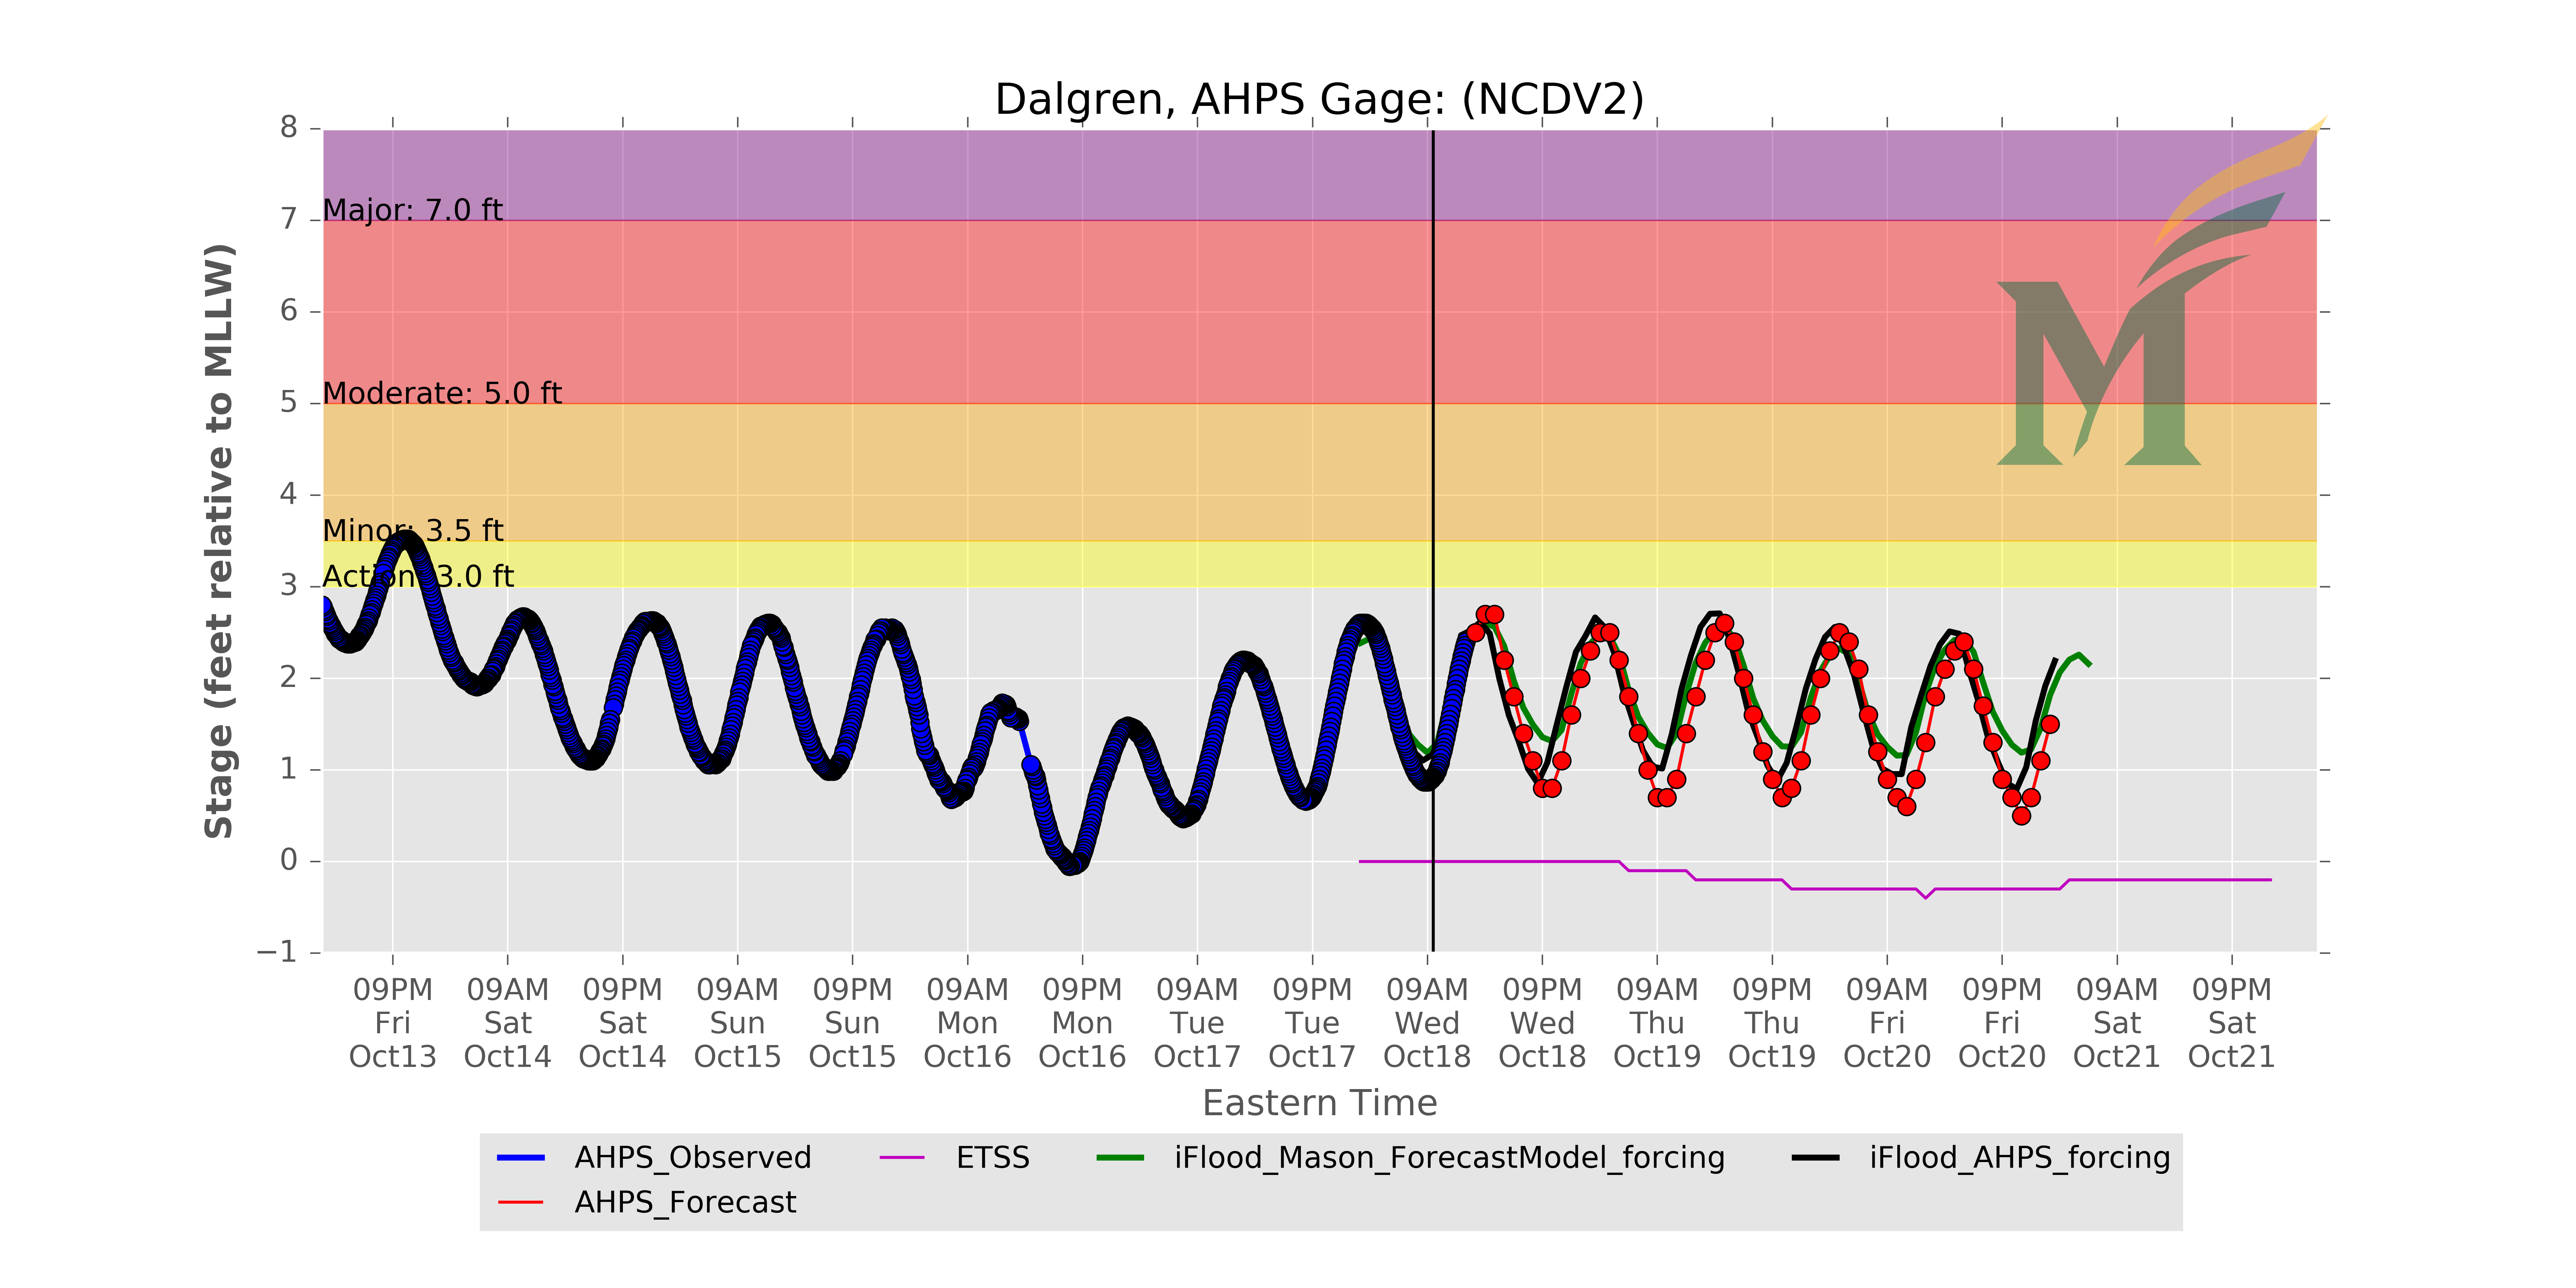 Dalgren, AHPS Gage: (NCDV2)
8
7
6
5
4
3
2
1
0
−1
Stage (feet relative to MLLW)
Major: 7.0 ft
Moderate: 5.0 ft
Minor: 3.5 ft
Action: 3.0 ft
M
09PM 09AM 09PM 09AM 09PM 09AM 09PM 09AM 09PM 09AM 09PM 09AM 09PM 09AM 09PM 09AM 09PM
Fri Sat Sat Sun Sun Mon Mon Tue Tue Wed Wed Thu Thu Fri Fri Sat Sat
Oct13 Oct14 Oct14 Oct15 Oct15 Oct16 Oct16 Oct17 Oct17 Oct18 Oct18 Oct19 Oct19 Oct20 Oct20 Oct21 Oct21
Eastern Time
AHPS_Observed ETSS iFlood_Mason_ForecastModel_forcing iFlood_AHPS_forcing
AHPS_Forecast